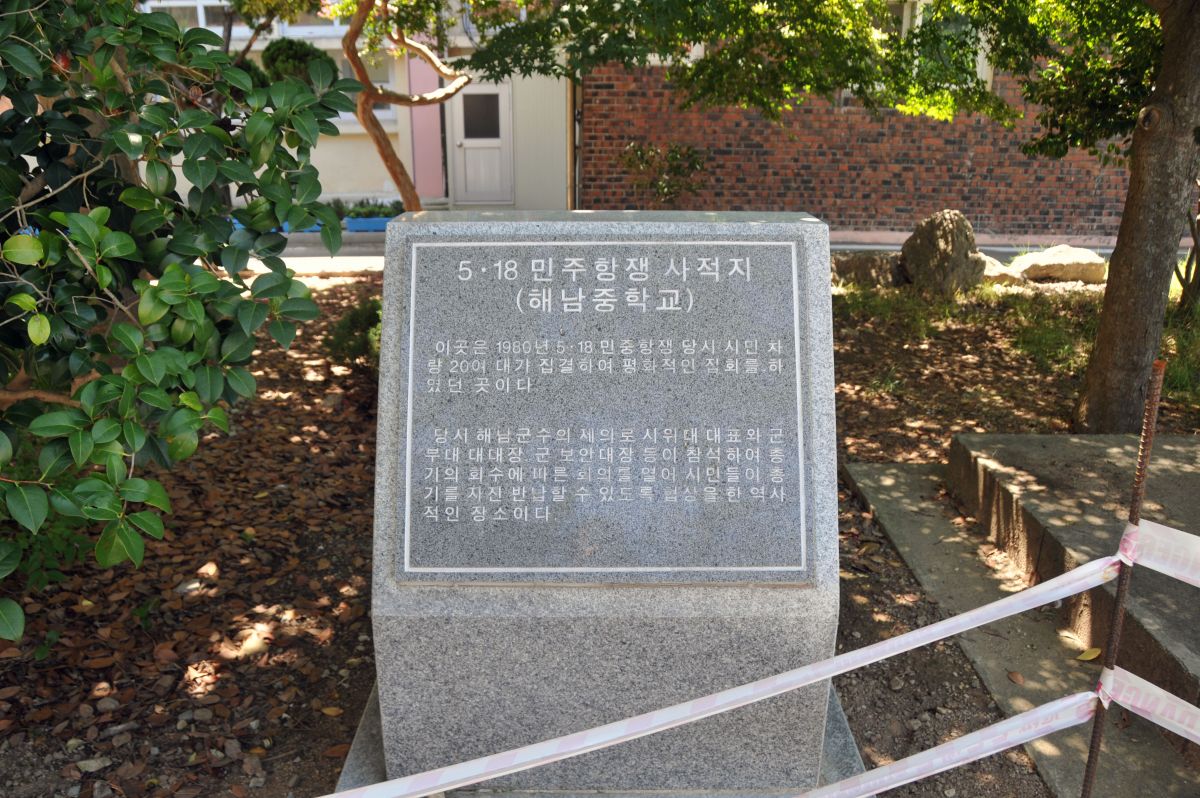 5·18 민주항쟁 사적지
(해남중학교)
이곳은 1980년 5·18 민중항쟁 당시 시민 차
량 20여 대가 집결하여 평화적인 집회를 하
였던 곳이다
당시 해남군수의 제의로 시위대 대표와 군
부대 대대장, 군 보안대장 등이 참석하여 총
기의 회수에 따른 회의를 열어 시민들이 총
기를 자진 반납할 수 있도록 협상을 한 역사
적인 장소이다